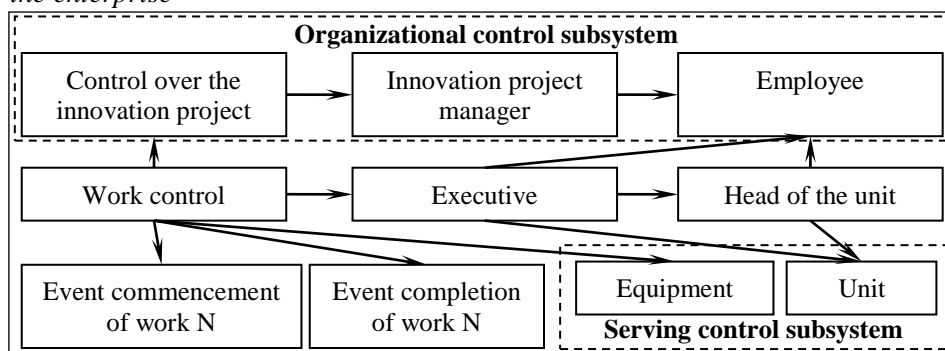 the enterprise
Organizational control subsystem
Control over the
innovation project
Innovation project
manager
Employee
Work control
Executive
Head of the unit
Event commencement
of work N
Event completion
of work N
Equipment
Unit
Serving control subsystem